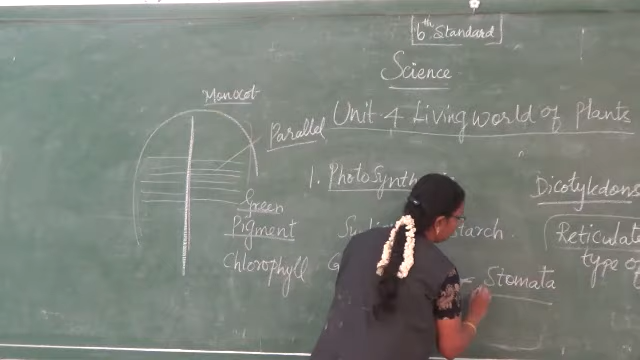 6th Standard
Science
Monocot
Unit. 4 Living world of Plants
Parallel
1. Photosynth
Dicotyledons
Green
Pigment
starch.
Reticulat
type of
Chlorophyll
G
= Stomata